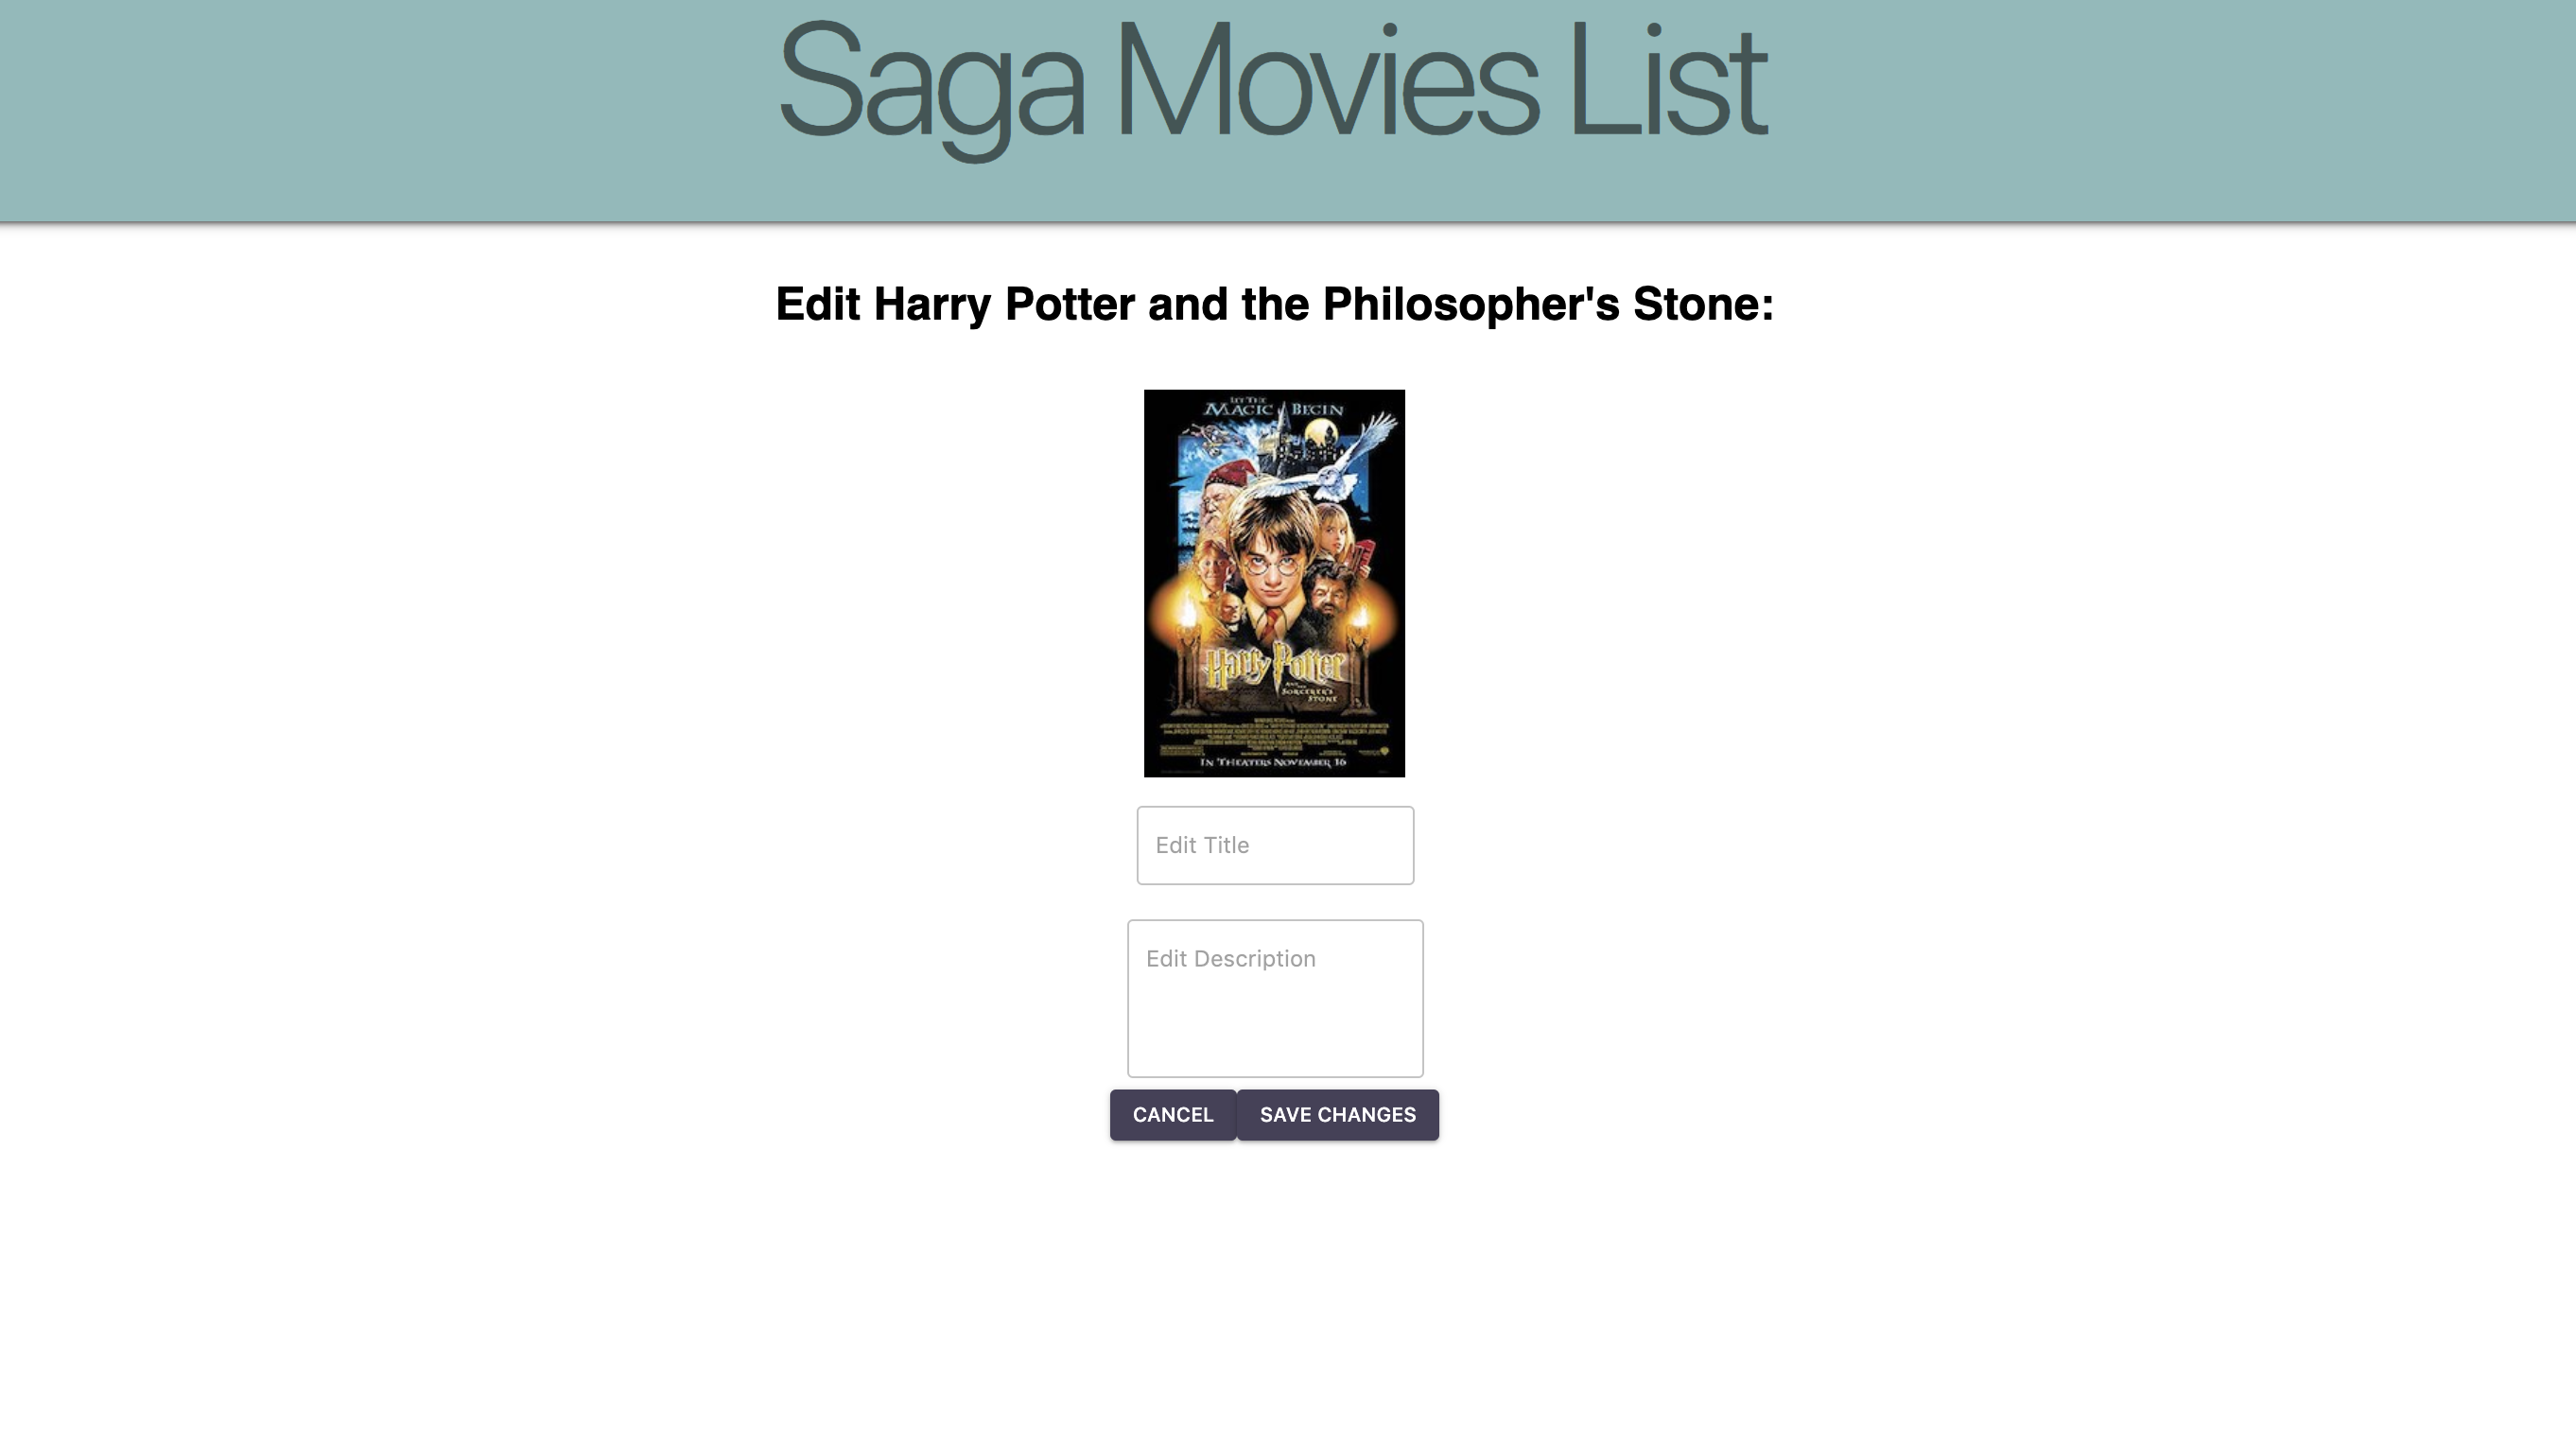 Saga Movies List
Edit Harry Potter and the Philosopher's Stone:
LET THE
MAGIC BEGIN
Harry Potter
AND THE
SORCERER'S
STONE
IN THEATERS NOVEMBER 16
Edit Title
Edit Description
CANCEL SAVE CHANGES